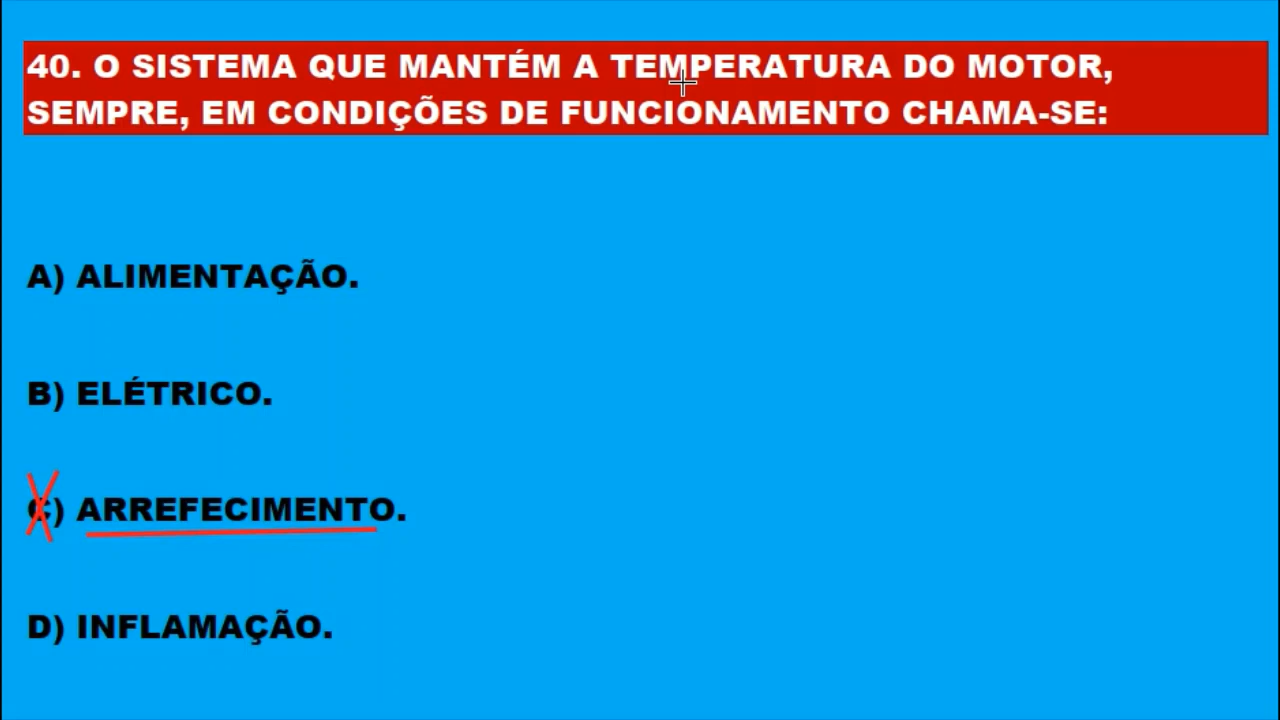 40. O SISTEMA QUE MANTÉM A TEMPERATURA DO MOTOR,
SEMPRE, EM CONDIÇÕES DE FUNCIONAMENTO CHAMA-SE:
A) ALIMENTAÇÃO.
B) ELÉTRICO.
C) ARREFECIMENTO.
D) INFLAMAÇÃO.